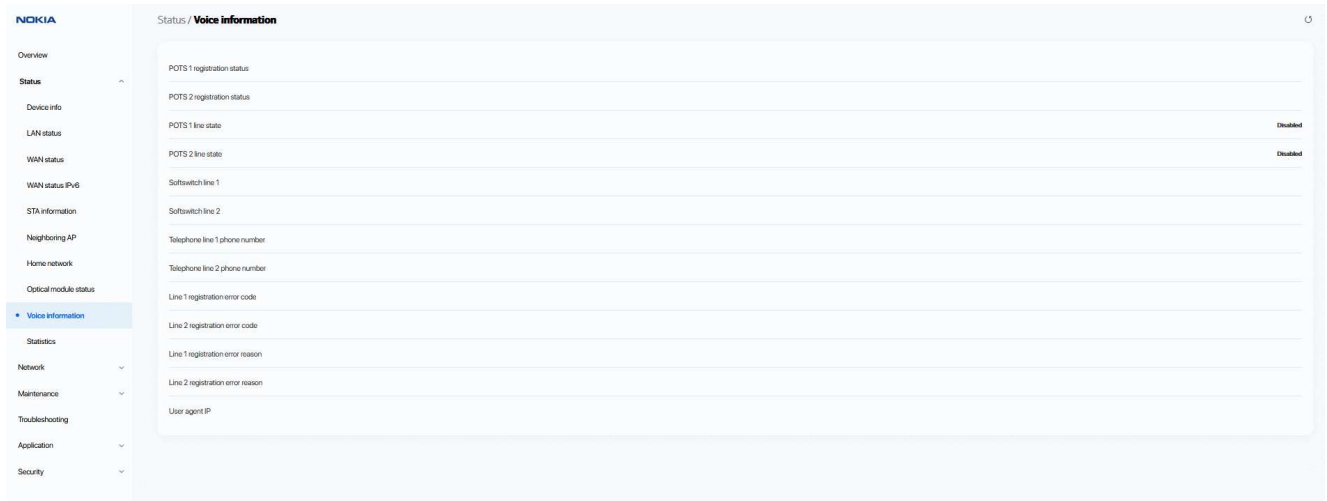 NOKIA
Overview
Status
Device info
LAN status
WAN status
WAN status IPv6
STA information
Neighboring AP
Home network
Optical module status
Voice information
Statistics
Network
Maintenance
Troubleshooting
Application
Security
Status / Voice information
POTS 1 registration status
POTS 2 registration status
POTS 1 line state Disabled
POTS 2 line state Disabled
Softswitch line 1
Softswitch line 2
Telephone line 1 phone number
Telephone line 2 phone number
Line 1 registration error code
Line 2 registration error code
Line 1 registration error reason
Line 2 registration error reason
User agent IP